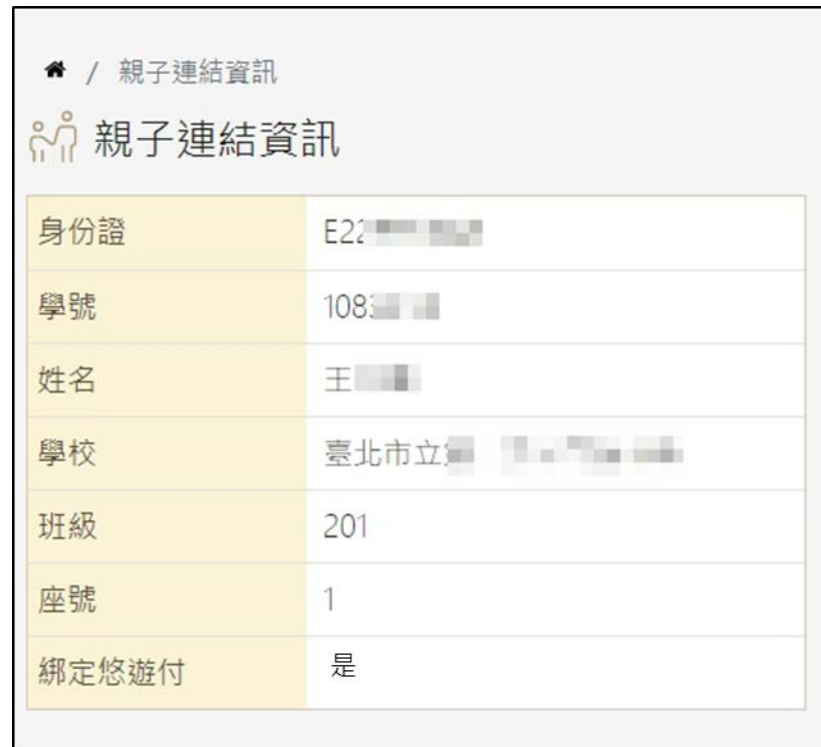 / 親子連結資訊
親子連結資訊
身份證 E22
學號 108
姓名 王
學校 臺北市立
班級 201
座號 1
綁定悠遊付 是